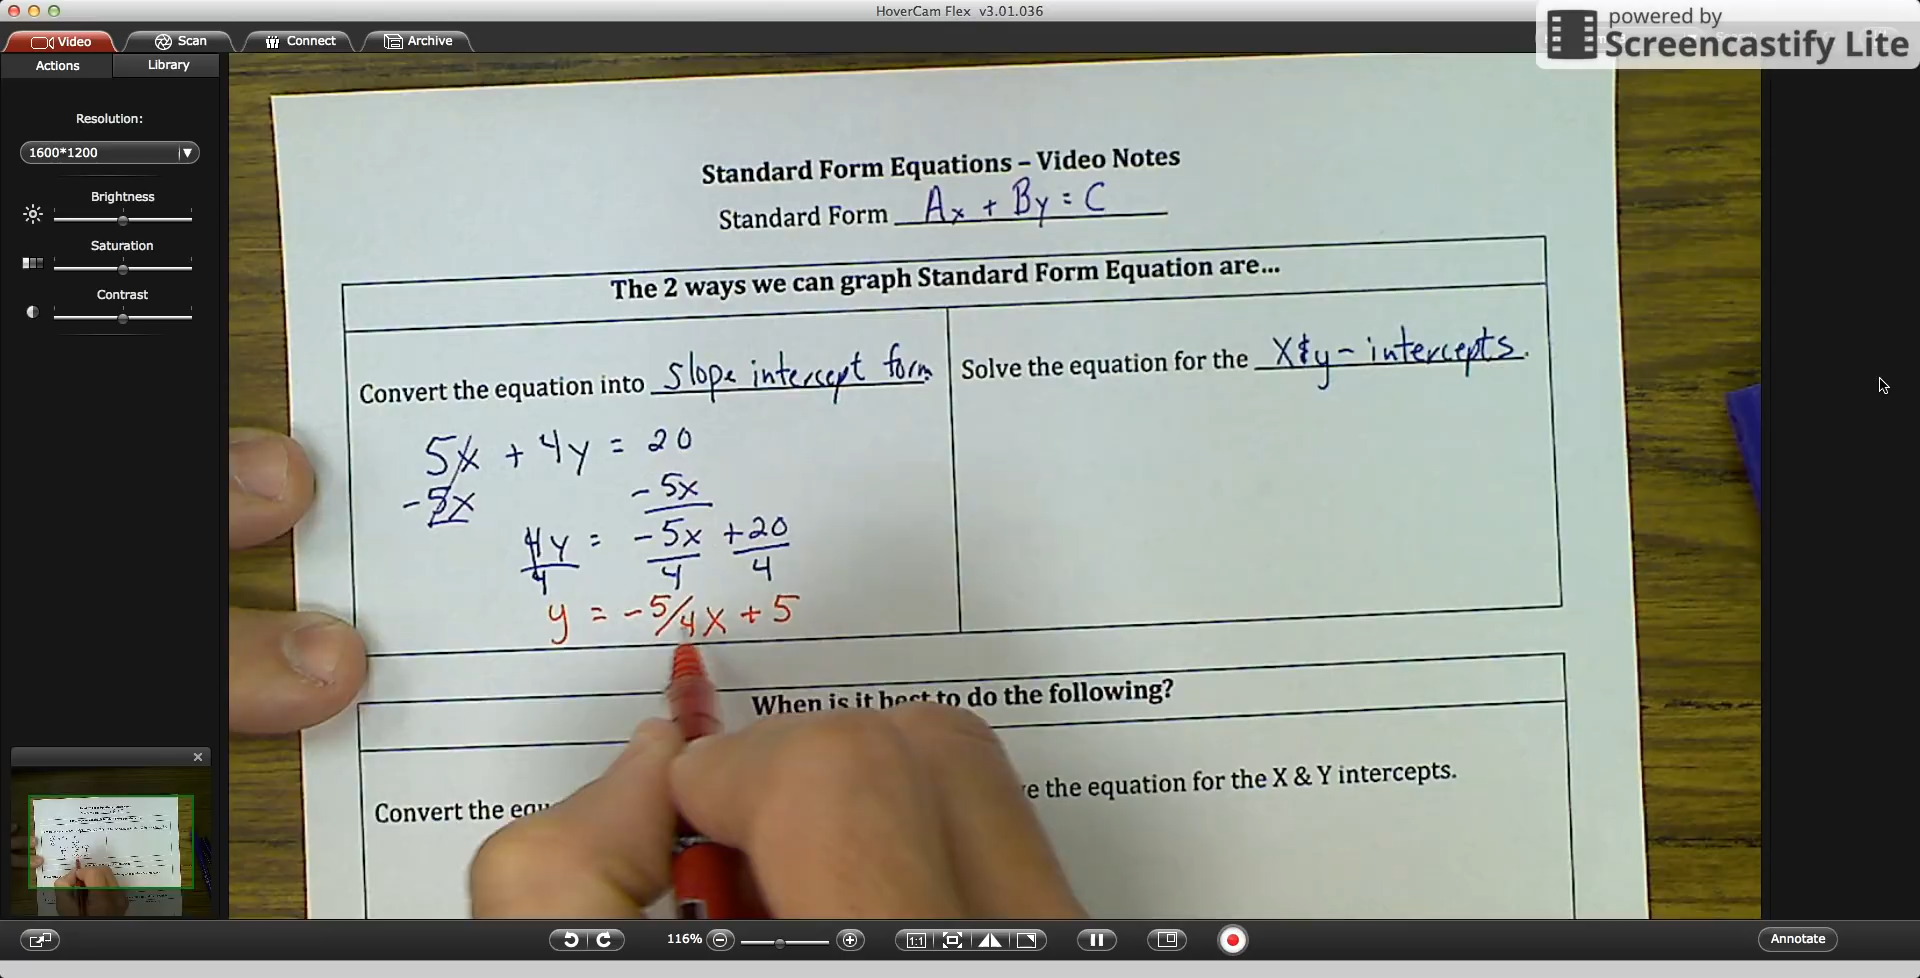 HoverCam Flex v3.01.036
powered by
Screencastify Lite
Video
Scan
Connect
Archive
Actions
Library
Resolution:
1600*1200
Brightness
Saturation
Contrast
Standard Form Equations – Video Notes
Standard Form Ax + By = C
The 2 ways we can graph Standard Form Equation are...
Convert the equation into slope intercept form
5x + 4y = 20
-5x -5x
4y = -5x +20
4 4 4
y = -5/4x + 5
Solve the equation for the X & y - intercepts.
When is it best to do the following?
Convert the
the equation for the X & Y intercepts.
116%
1:1
Annotate